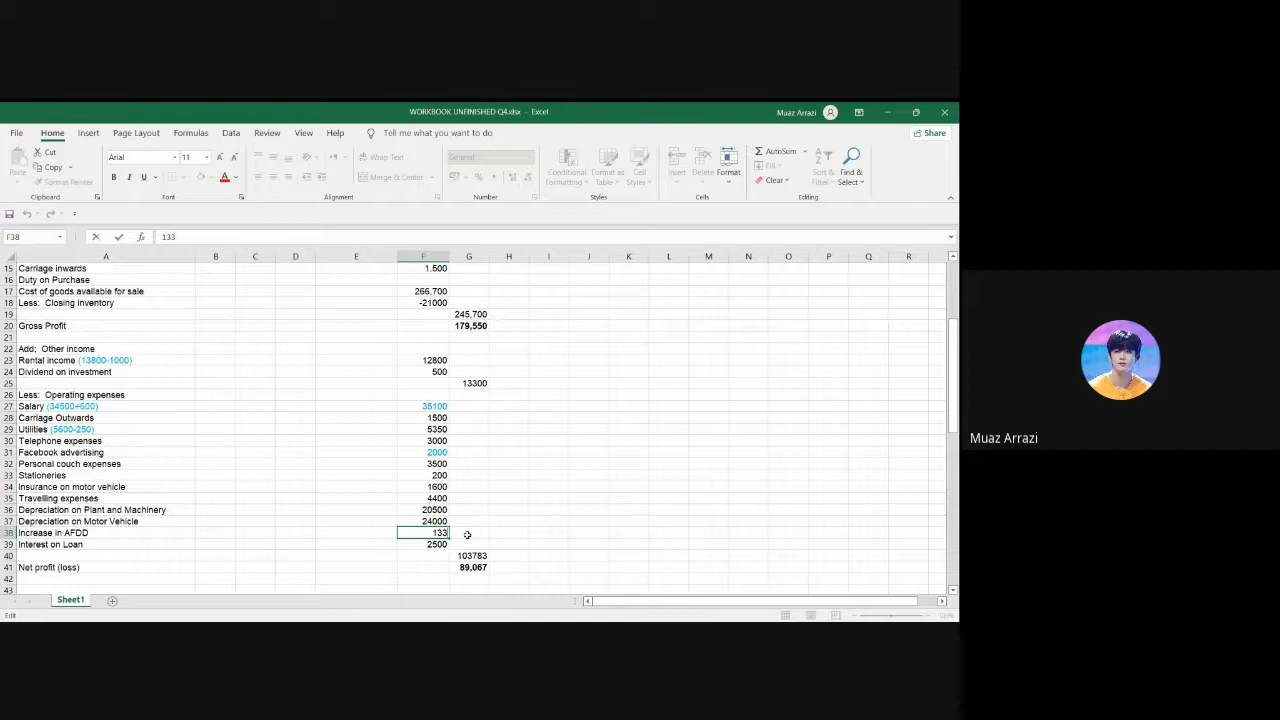 WORKBOOK UNFINISHED Q4.xlsx - Excel
Muaz Arrazi
File Home Insert Page Layout Formulas Data Review View Help Tell me what you want to do Share
Cut
Copy
Format Painter
Paste
Clipboard
Arial 11
B I U A
Font
Wrap Text
Merge & Center
Alignment
General
Number
Conditional Formatting
Format as Table
Cell Styles
Styles
Insert Delete Format
Cells
AutoSum
Fill
Clear
Sort & Filter
Find & Select
Editing
F38 fx 133
A B C D E F G H I J K L M N O P Q R
15 Carriage inwards 1.500
16 Duty on Purchase
17 Cost of goods available for sale 266,700
18 Less: Closing inventory -21000
19 245,700
20 Gross Profit 179,550
21
22 Add; Other income
23 Rental income (13800-1000) 12800
24 Dividend on investment 500
25 13300
26 Less: Operating expenses
27 Salary (34500+600) 35100
28 Carriage Outwards 1500
29 Utilities (5600-250) 5350
30 Telephone expenses 3000
31 Facebook advertising 2000
32 Personal couch expenses 3500
33 Stationeries 200
34 Insurance on motor vehicle 1600
35 Travelling expenses 4400
36 Depreciation on Plant and Machinery 20500
37 Depreciation on Motor Vehicle 24000
38 Increase in AFDD 133
39 Interest on Loan 2500
40 103783
41 Net profit (loss) 89,067
42
43
Sheet1
Edit
Muaz Arrazi